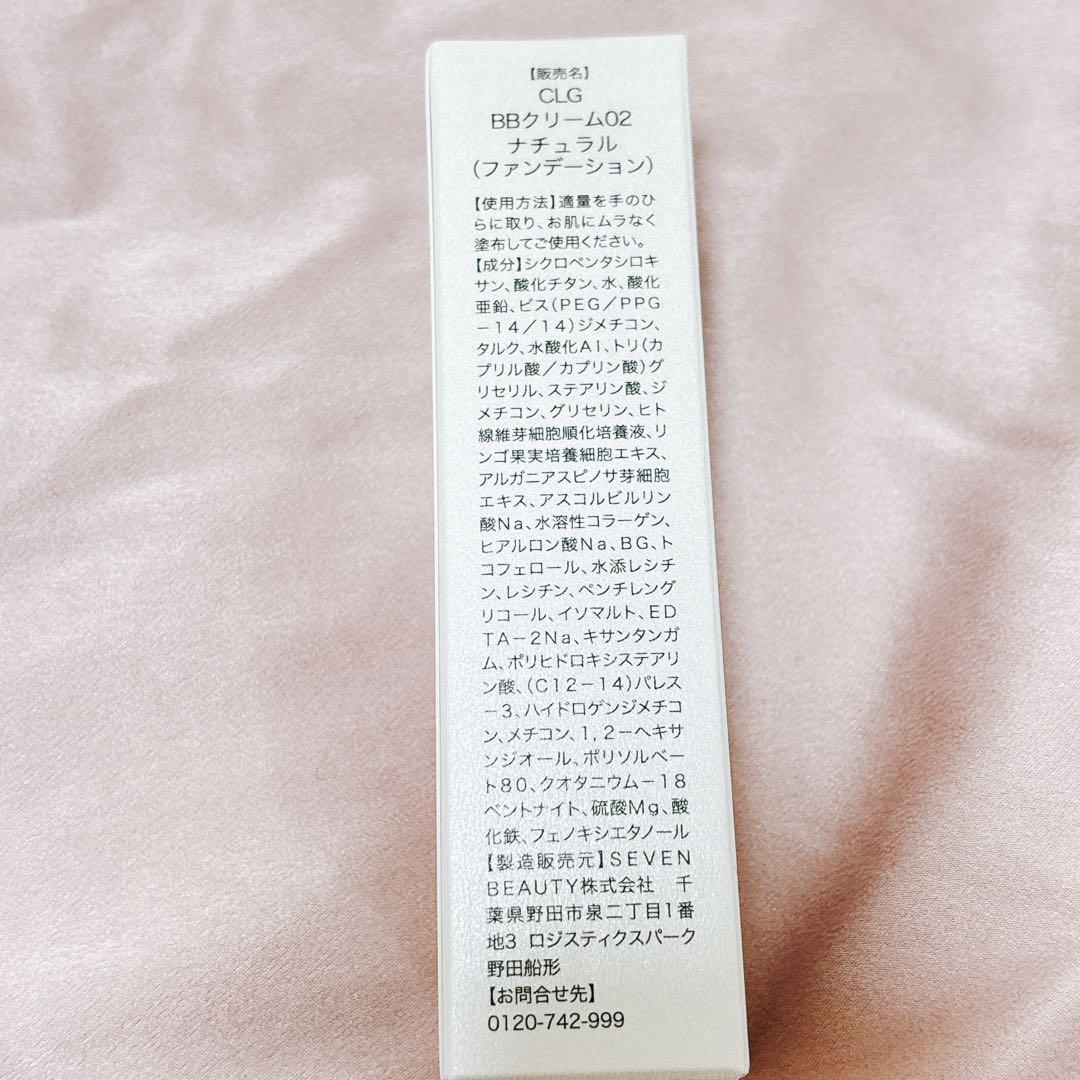 【販売名】
CLG
BBクリーム02
ナチュラル
(ファンデーション)
【使用方法】適量を手のひ
らに取り、お肌にムラなく
塗布してご使用ください。
【成分】シクロペンタシロキ
サン、酸化チタン、水、酸化
亜鉛、ビス(PEG/PPG
-14/14)ジメチコン、
タルク、水酸化AI、トリ(カ
プリル酸/カプリン酸)グ
リセリル、ステアリン酸、ジ
メチコン、グリセリン、ヒト
線維芽細胞順化培養液、リ
ンゴ果実培養細胞エキス、
アルガニアスピノサ芽細胞
エキス、アスコルビルリン
酸Na、水溶性コラーゲン、
ヒアルロン酸Na、BG、ト
コフェロール、水添レシチ
ン、レシチン、ペンチレング
リコール、イソマルト、ED
TA-2Na、キサンタンガ
ム、ポリヒドロキシステアリ
ン酸、(C12-14)パレス
-3、ハイドロゲンジメチコ
ン、メチコン、1,2-ヘキサ
ンジオール、ポリソルベー
ト80、クオタニウム-18
ベントナイト、硫酸Mg、酸
化鉄、フェノキシエタノール
【製造販売元】SEVEN
BEAUTY株式会社 千
葉県野田市泉二丁目1番
地3 ロジスティクスパーク
野田船形
【お問合せ先】
0120-742-999